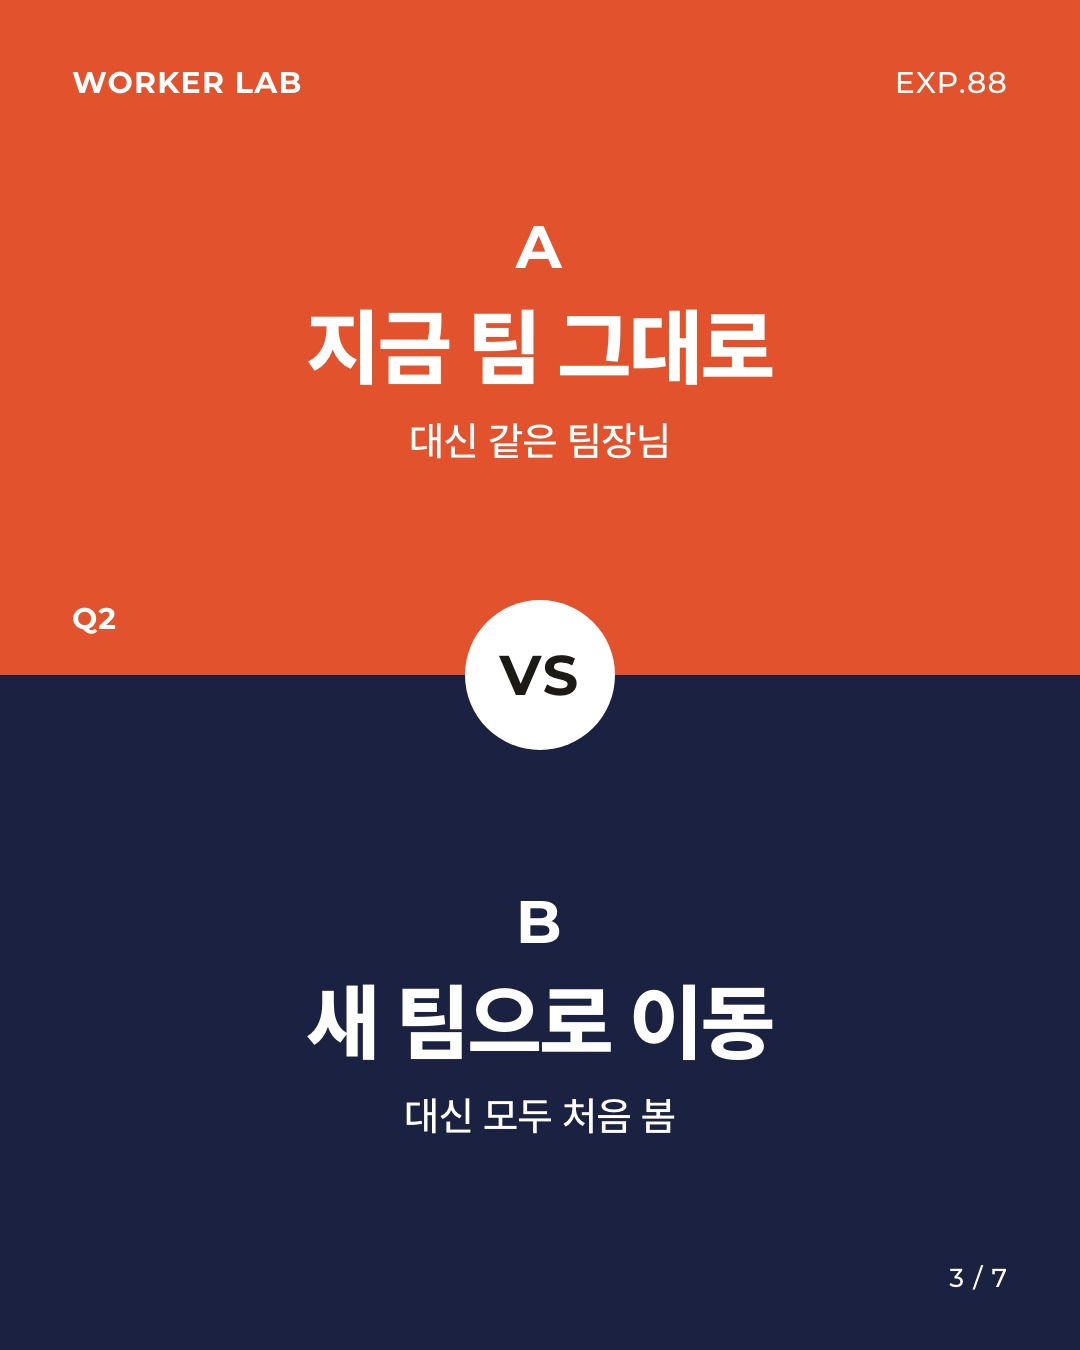 WORKER LAB
EXP.88
A
지금 팀 그대로
대신 같은 팀장님
Q2
VS
B
새 팀으로 이동
대신 모두 처음 봄
3 / 7